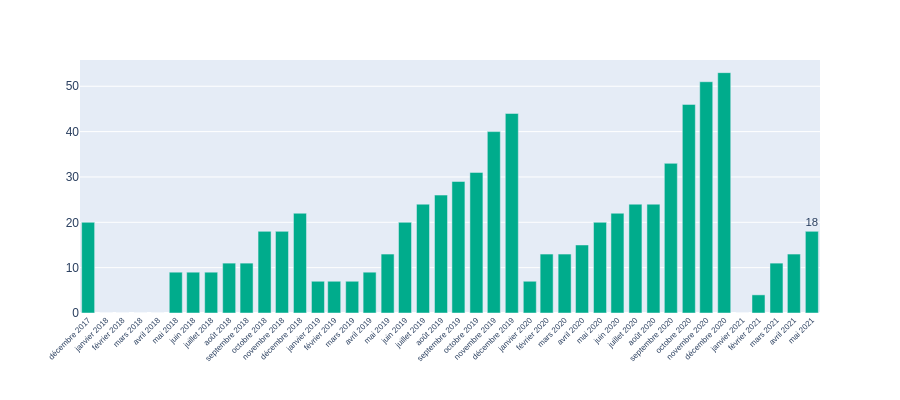 50
40
30
20
10
0
18
décembre 2017
janvier 2018
février 2018
mars 2018
avril 2018
mai 2018
juin 2018
juillet 2018
août 2018
septembre 2018
octobre 2018
novembre 2018
décembre 2018
janvier 2019
février 2019
mars 2019
avril 2019
mai 2019
juin 2019
juillet 2019
août 2019
septembre 2019
octobre 2019
novembre 2019
décembre 2019
janvier 2020
février 2020
mars 2020
avril 2020
mai 2020
juin 2020
juillet 2020
août 2020
septembre 2020
octobre 2020
novembre 2020
décembre 2020
janvier 2021
février 2021
mars 2021
avril 2021
mai 2021